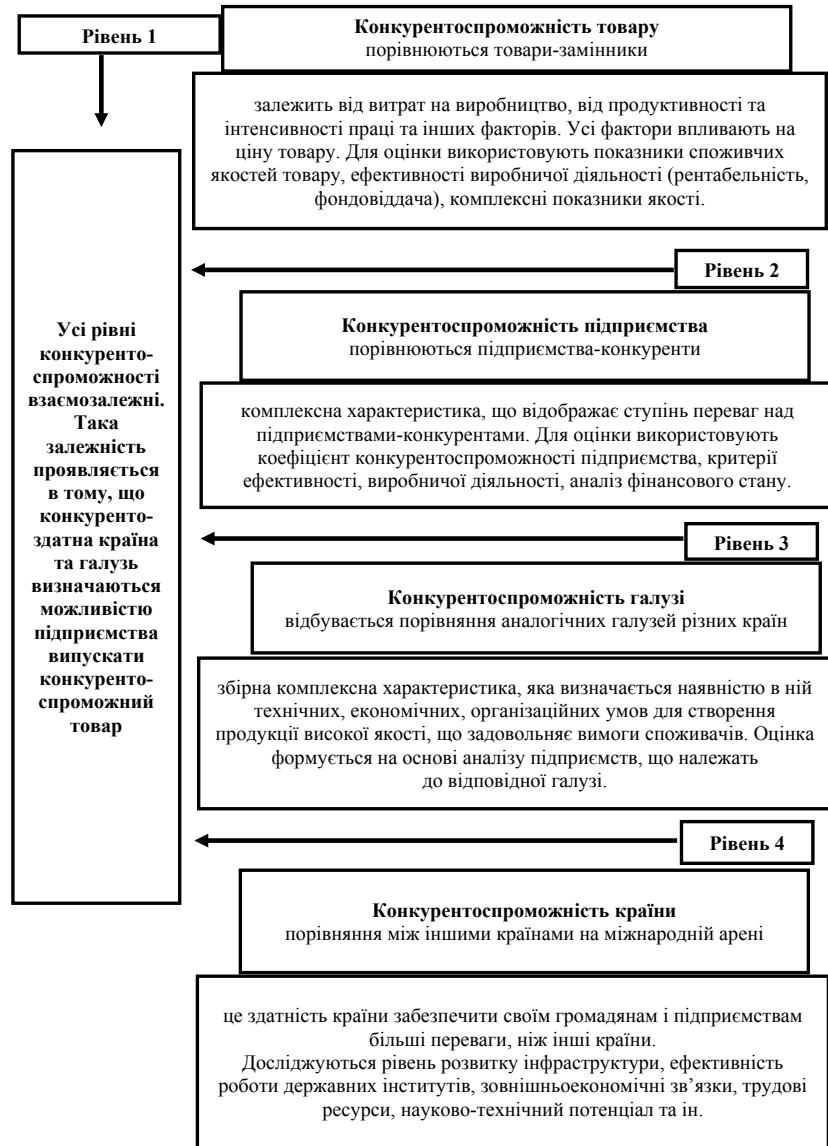 Рівень 1
Конкурентоспроможність товару
порівнюються товари-замінники
залежить від витрат на виробництво, від продуктивності та
інтенсивності праці та інших факторів. Усі фактори впливають на
ціну товару. Для оцінки використовують показники споживчих
якостей товару, ефективності виробничої діяльності (рентабельність,
фондовіддача), комплексні показники якості.
Рівень 2
Конкурентоспроможність підприємства
порівнюються підприємства-конкуренти
комплексна характеристика, що відображає ступінь переваг над
підприємствами-конкурентами. Для оцінки використовують
коефіцієнт конкурентоспроможності підприємства, критерії
ефективності, виробничої діяльності, аналіз фінансового стану.
Рівень 3
Конкурентоспроможність галузі
відбувається порівняння аналогічних галузей різних країн
збірна комплексна характеристика, яка визначається наявністю в ній
технічних, економічних, організаційних умов для створення
продукції високої якості, що задовольняє вимоги споживачів. Оцінка
формується на основі аналізу підприємств, що належать
до відповідної галузі.
Рівень 4
Конкурентоспроможність країни
порівняння між іншими країнами на міжнародній арені
це здатність країни забезпечити своїм громадянам і підприємствам
більші переваги, ніж інші країни.
Досліджуються рівень розвитку інфраструктури, ефективність
роботи державних інститутів, зовнішньоекономічні зв’язки, трудові
ресурси, науково-технічний потенціал та ін.
Усі рівні
конкуренто-
спроможності
взаємозалежні.
Така
залежність
проявляється
в тому, що
конкуренто-
здатна країна
та галузь
визначаються
можливістю
підприємства
випускати
конкуренто-
спроможний
товар